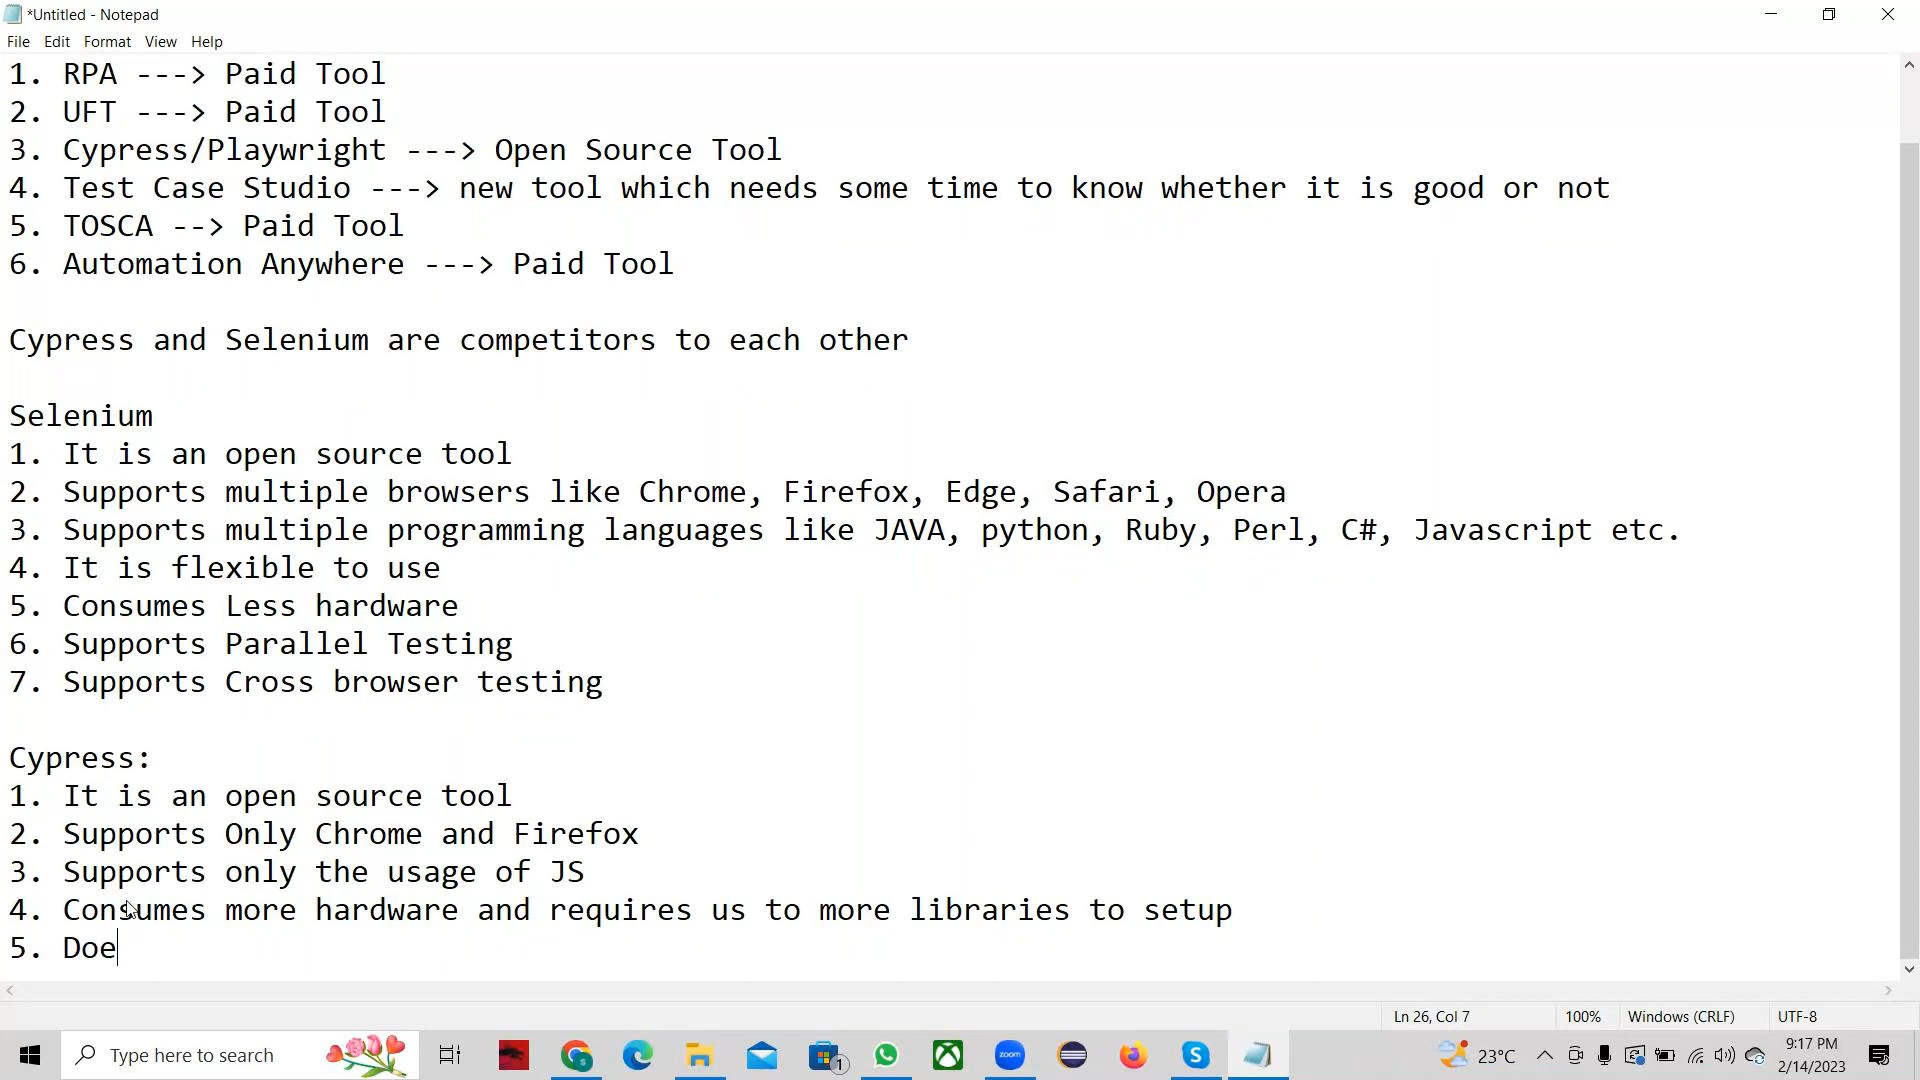 *Untitled - Notepad
File Edit Format View Help
1. RPA ---> Paid Tool
2. UFT ---> Paid Tool
3. Cypress/Playwright ---> Open Source Tool
4. Test Case Studio ---> new tool which needs some time to know whether it is good or not
5. TOSCA --> Paid Tool
6. Automation Anywhere ---> Paid Tool
Cypress and Selenium are competitors to each other
Selenium
1. It is an open source tool
2. Supports multiple browsers like Chrome, Firefox, Edge, Safari, Opera
3. Supports multiple programming languages like JAVA, python, Ruby, Perl, C#, Javascript etc.
4. It is flexible to use
5. Consumes Less hardware
6. Supports Parallel Testing
7. Supports Cross browser testing
Cypress:
1. It is an open source tool
2. Supports Only Chrome and Firefox
3. Supports only the usage of JS
4. Consumes more hardware and requires us to more libraries to setup
5. Doe
Ln 26, Col 7 100% Windows (CRLF) UTF-8
Type here to search
1
zoom
23°C
9:17 PM
2/14/2023